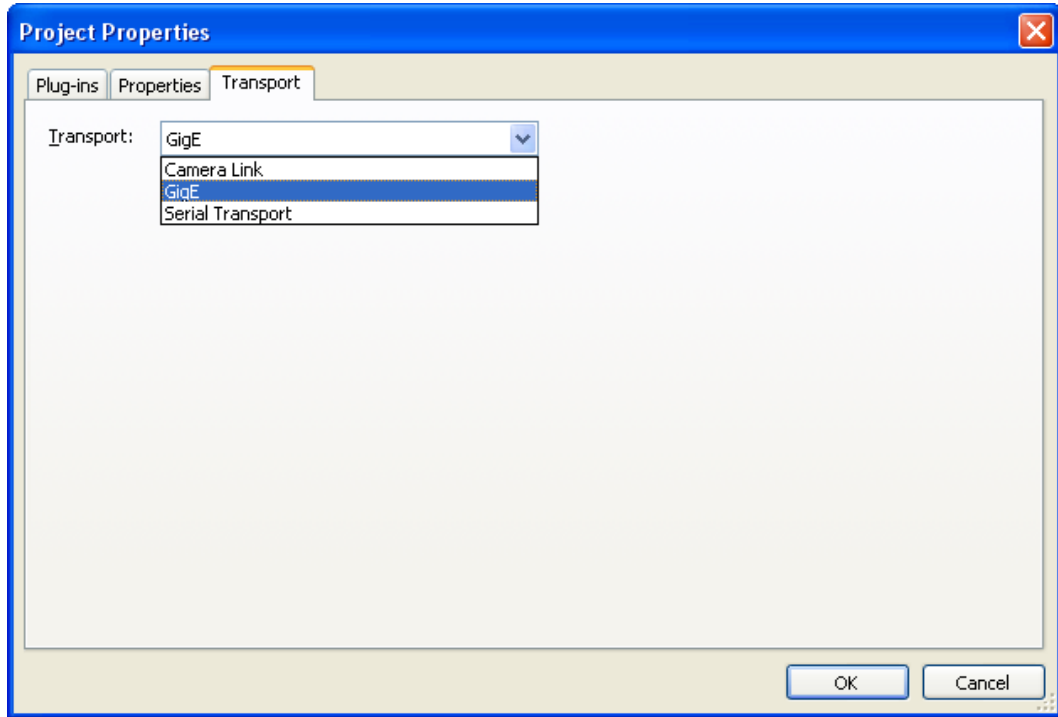 Project Properties
Plug-ins Properties Transport
Transport: GigE
Camera Link
GigE
Serial Transport
OK Cancel